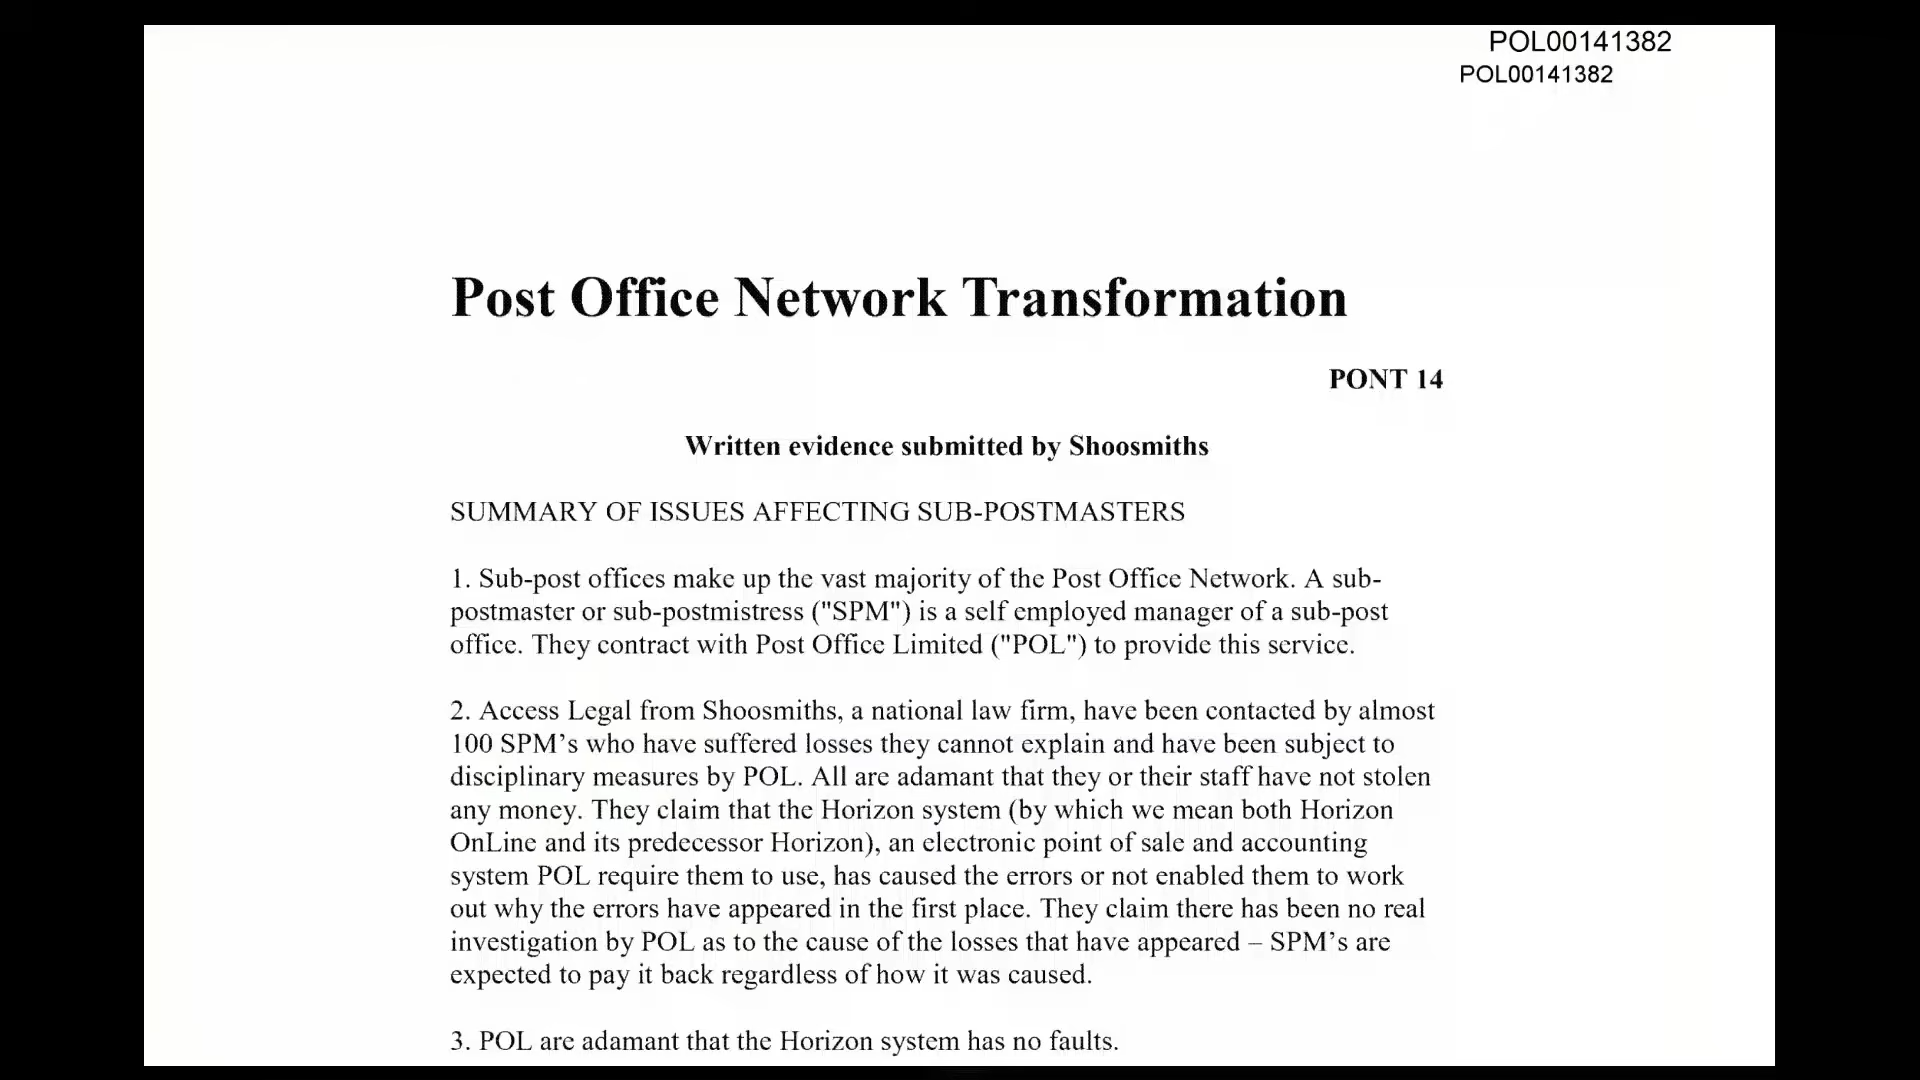 POL00141382
POL00141382
Post Office Network Transformation
PONT 14
Written evidence submitted by Shoosmiths
SUMMARY OF ISSUES AFFECTING SUB-POSTMASTERS
1. Sub-post offices make up the vast majority of the Post Office Network. A sub-
postmaster or sub-postmistress ("SPM") is a self employed manager of a sub-post
office. They contract with Post Office Limited ("POL") to provide this service.
2. Access Legal from Shoosmiths, a national law firm, have been contacted by almost
100 SPM’s who have suffered losses they cannot explain and have been subject to
disciplinary measures by POL. All are adamant that they or their staff have not stolen
any money. They claim that the Horizon system (by which we mean both Horizon
OnLine and its predecessor Horizon), an electronic point of sale and accounting
system POL require them to use, has caused the errors or not enabled them to work
out why the errors have appeared in the first place. They claim there has been no real
investigation by POL as to the cause of the losses that have appeared – SPM’s are
expected to pay it back regardless of how it was caused.
3. POL are adamant that the Horizon system has no faults.